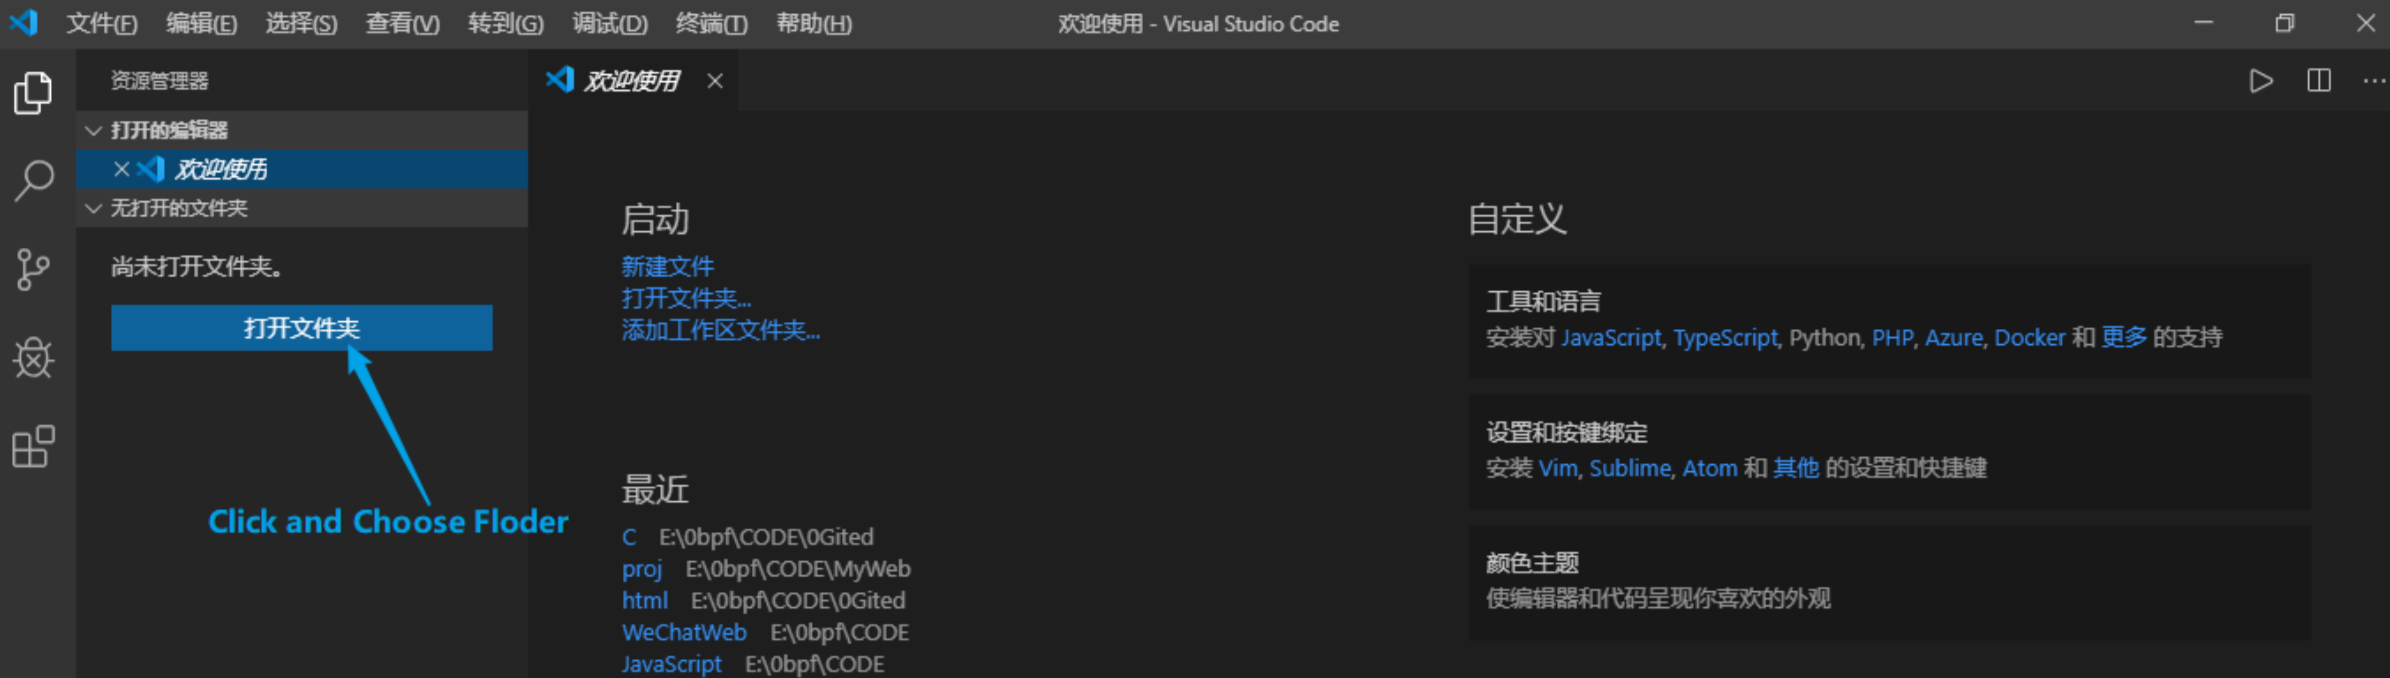 文件(F) 编辑(E) 选择(S) 查看(V) 转到(G) 调试(D) 终端(T) 帮助(H) 欢迎使用 - Visual Studio Code
资源管理器
欢迎使用
打开的编辑器
欢迎使用
无打开的文件夹
尚未打开文件夹。
打开文件夹
Click and Choose Floder
启动
新建文件
打开文件夹...
添加工作区文件夹...
最近
C E:\0bpf\CODE\0Gited
proj E:\0bpf\CODE\MyWeb
html E:\0bpf\CODE\0Gited
WeChatWeb E:\0bpf\CODE
JavaScript E:\0bpf\CODE
自定义
工具和语言
安装对 JavaScript, TypeScript, Python, PHP, Azure, Docker 和 更多 的支持
设置和按键绑定
安装 Vim, Sublime, Atom 和 其他 的设置和快捷键
颜色主题
使编辑器和代码呈现你喜欢的外观